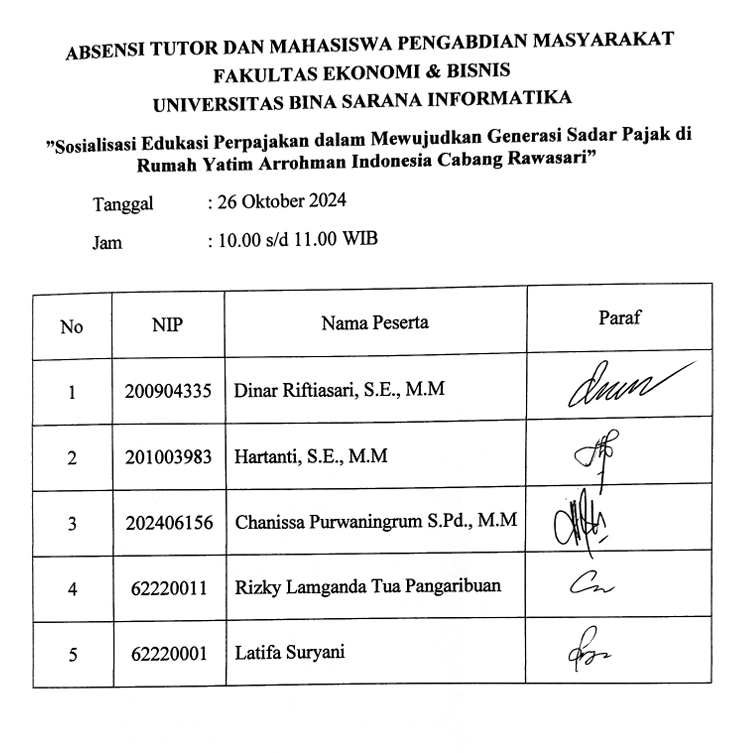 ABSENSI TUTOR DAN MAHASISWA PENGABDIAN MASYARAKAT
FAKULTAS EKONOMI & BISNIS
UNIVERSITAS BINA SARANA INFORMATIKA
”Sosialisasi Edukasi Perpajakan dalam Mewujudkan Generasi Sadar Pajak di
Rumah Yatim Arrohman Indonesia Cabang Rawasari”
Tanggal : 26 Oktober 2024
Jam : 10.00 s/d 11.00 WIB
No NIP Nama Peserta Paraf
1 200904335 Dinar Riftiasari, S.E., M.M
2 201003983 Hartanti, S.E., M.M
3 202406156 Chanissa Purwaningrum S.Pd., M.M
4 62220011 Rizky Lamganda Tua Pangaribuan
5 62220001 Latifa Suryani